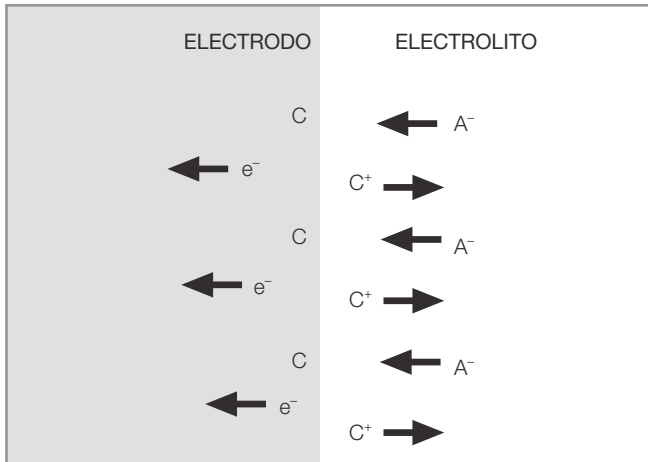 ELECTRODO ELECTROLITO
C A⁻
e⁻ C⁺
C A⁻
e⁻ C⁺
C A⁻
e⁻ C⁺